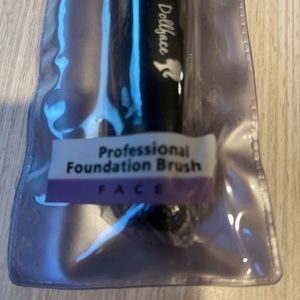 Dollface
Professional
Foundation Brush
FACE